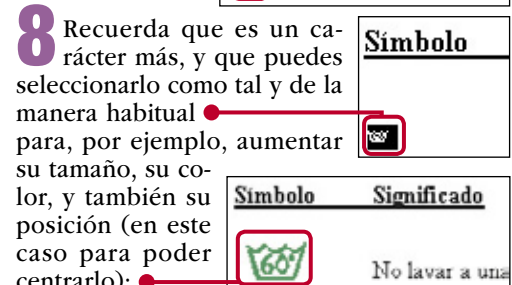 8 Recuerda que es un ca-
rácter más, y que puedes
seleccionarlo como tal y de la
manera habitual
para, por ejemplo, aumentar
su tamaño, su co-
lor, y también su
posición (en este
caso para poder
centrarlo):
Símbolo
Símbolo Significado
60°
No lavar a una